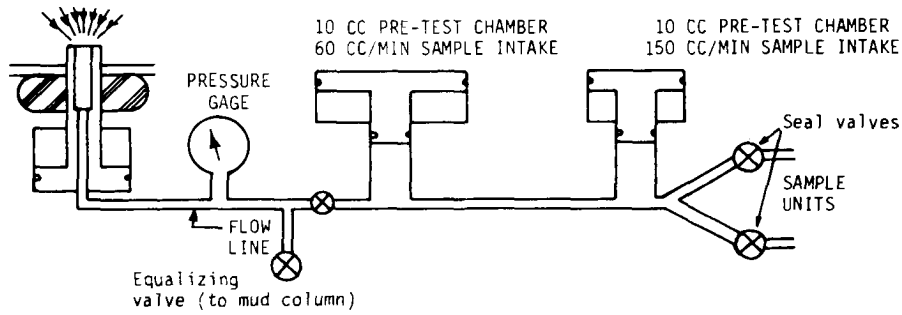 10 CC PRE-TEST CHAMBER
60 CC/MIN SAMPLE INTAKE
10 CC PRE-TEST CHAMBER
150 CC/MIN SAMPLE INTAKE
PRESSURE
GAGE
Seal valves
SAMPLE
UNITS
FLOW
LINE
Equalizing
valve (to mud column)